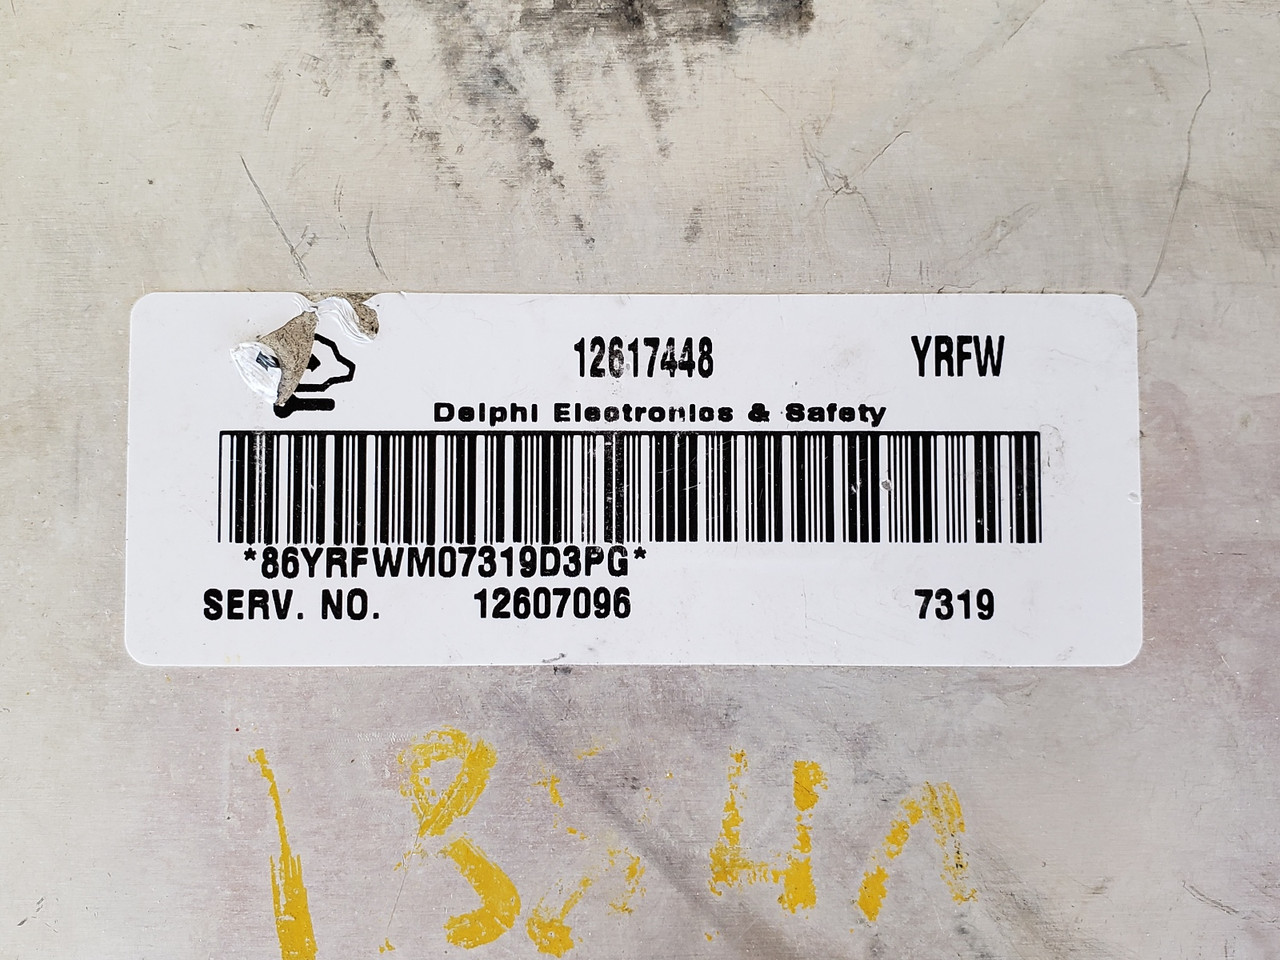 12617448 YRFW
Delphi Electronics & Safety
*86YRFWM07319D3PG*
SERV. NO. 12607096 7319